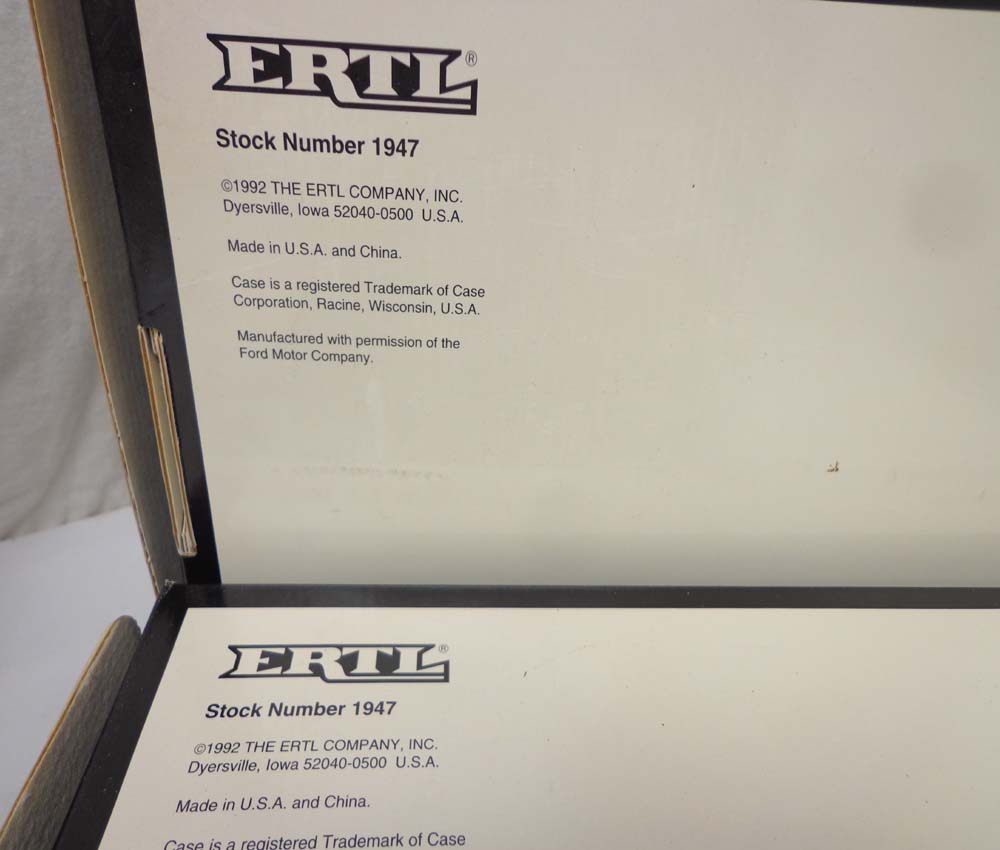 ERTL®
Stock Number 1947
©1992 THE ERTL COMPANY, INC.
Dyersville, Iowa 52040-0500 U.S.A.
Made in U.S.A. and China.
Case is a registered Trademark of Case
Corporation, Racine, Wisconsin, U.S.A.
Manufactured with permission of the
Ford Motor Company.
ERTL®
Stock Number 1947
©1992 THE ERTL COMPANY, INC.
Dyersville, Iowa 52040-0500 U.S.A.
Made in U.S.A. and China.
Case is a registered Trademark of Case